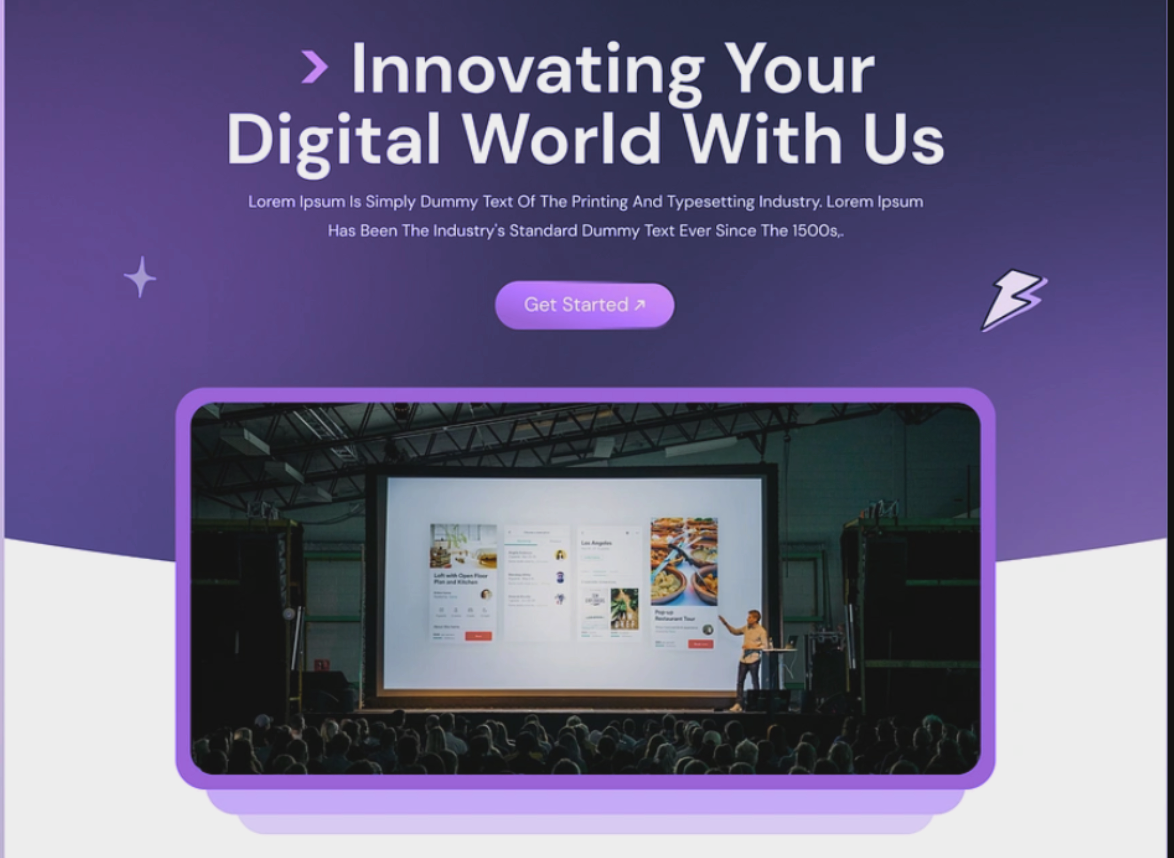 > Innovating Your
Digital World With Us
Lorem Ipsum Is Simply Dummy Text Of The Printing And Typesetting Industry. Lorem Ipsum
Has Been The Industry's Standard Dummy Text Ever Since The 1500s,.
Get Started ↗
Loft with Open Floor
Plan and Kitchen
Los Angeles
Pop-up
Restaurant Tour